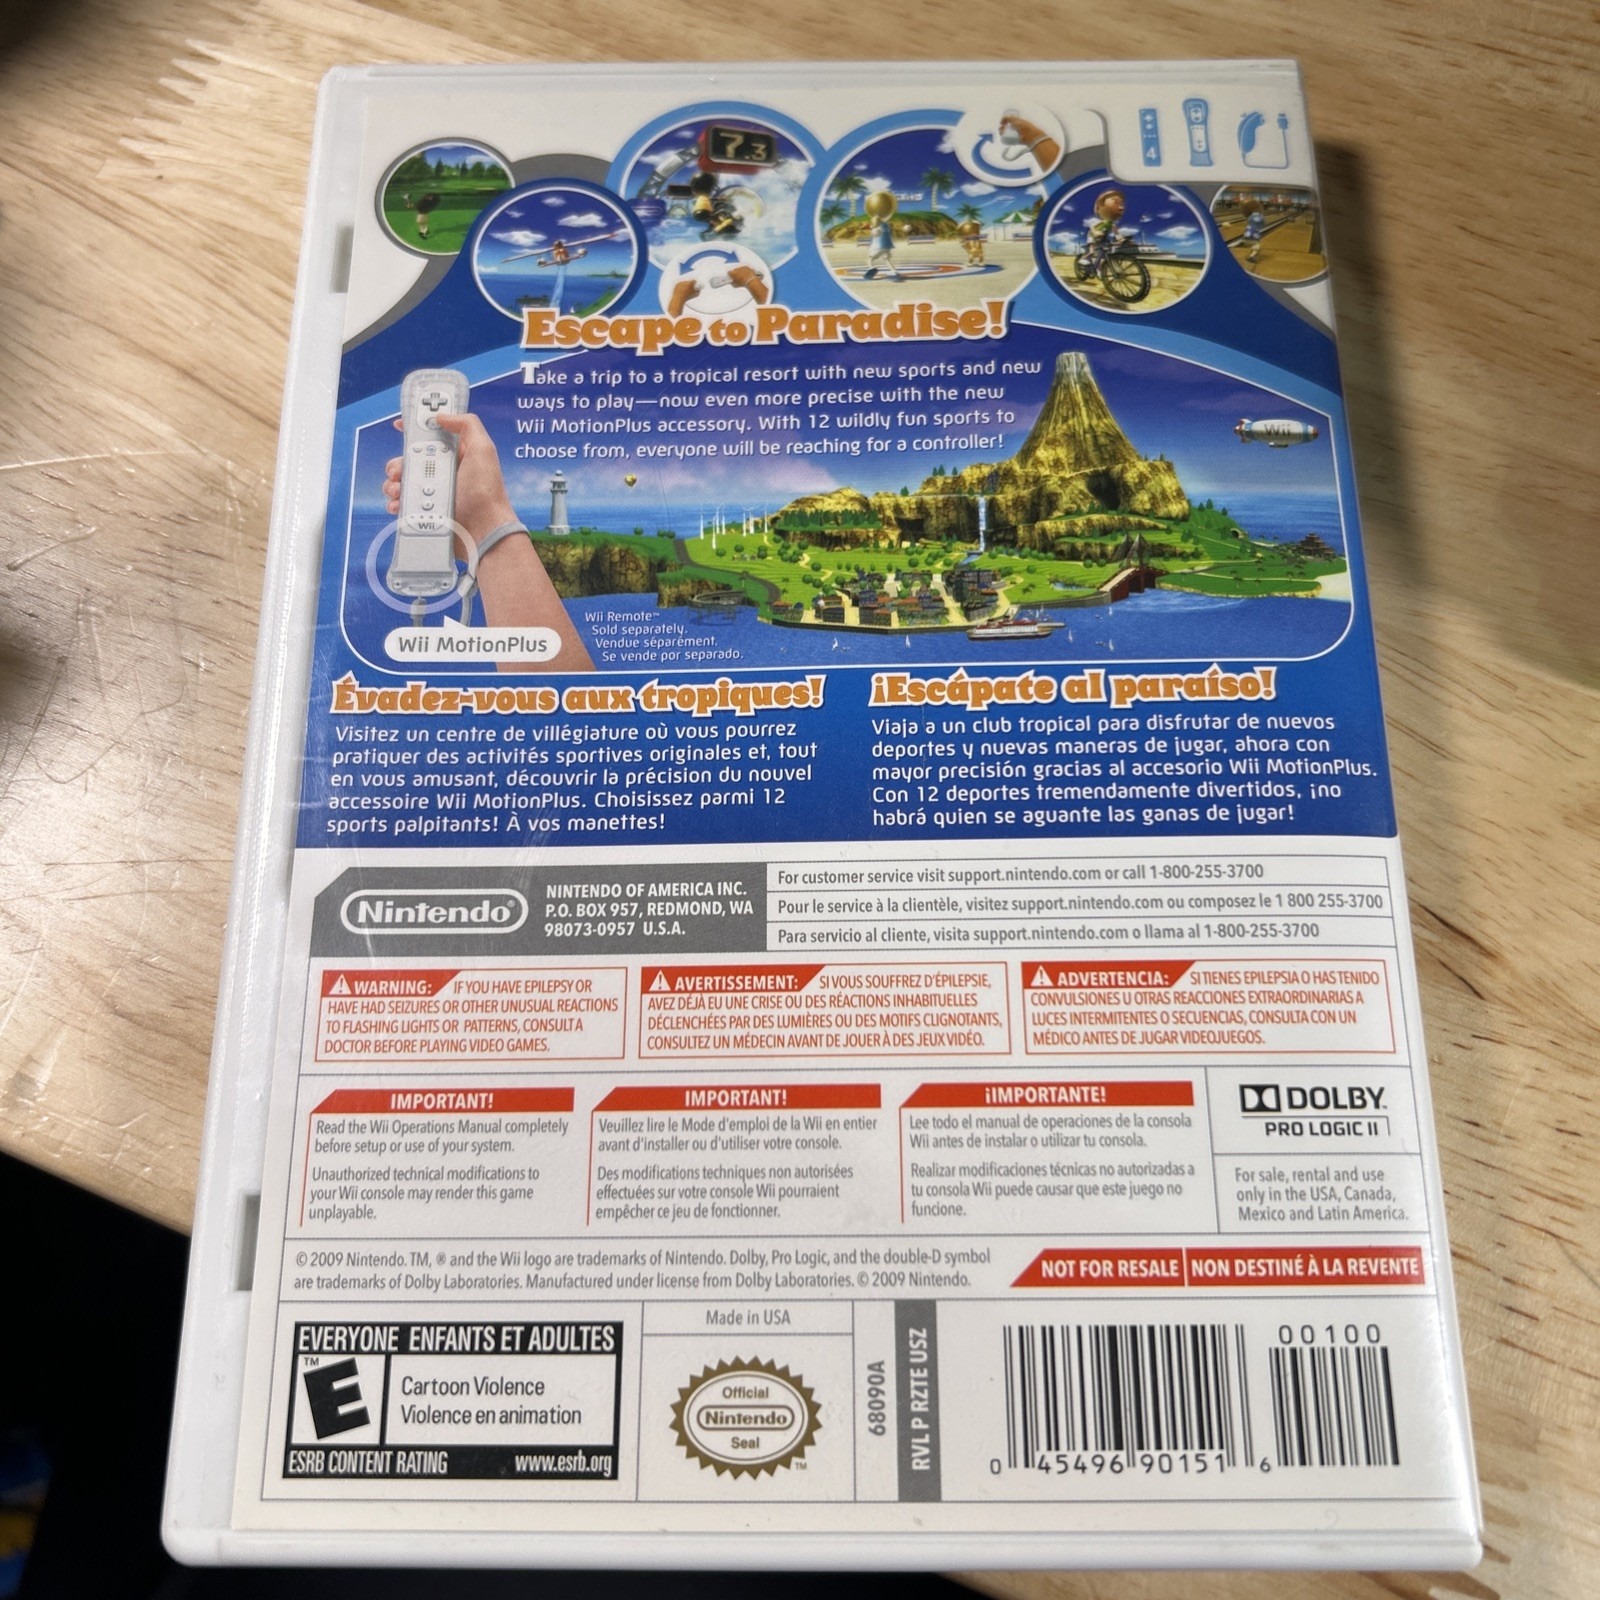 7.3
4
Escape to Paradise!
Take a trip to a tropical resort with new sports and new
ways to play—now even more precise with the new
Wii MotionPlus accessory. With 12 wildly fun sports to
choose from, everyone will be reaching for a controller!
Wii
Wii
Wii MotionPlus
Wii Remote™
Sold separately.
Vendue séparément.
Se vende por separado.
Évadez-vous aux tropiques!
Visitez un centre de villégiature où vous pourrez
pratiquer des activités sportives originales et, tout
en vous amusant, découvrir la précision du nouvel
accessoire Wii MotionPlus. Choisissez parmi 12
sports palpitants! À vos manettes!
¡Escápate al paraíso!
Viaja a un club tropical para disfrutar de nuevos
deportes y nuevas maneras de jugar, ahora con
mayor precisión gracias al accesorio Wii MotionPlus.
Con 12 deportes tremendamente divertidos, ¡no
habrá quien se aguante las ganas de jugar!
Nintendo®
NINTENDO OF AMERICA INC.
P.O. BOX 957, REDMOND, WA
98073-0957 U.S.A.
For customer service visit support.nintendo.com or call 1-800-255-3700
Pour le service à la clientèle, visitez support.nintendo.com ou composez le 1 800 255-3700
Para servicio al cliente, visita support.nintendo.com o llama al 1-800-255-3700
WARNING: IF YOU HAVE EPILEPSY OR
HAVE HAD SEIZURES OR OTHER UNUSUAL REACTIONS
TO FLASHING LIGHTS OR PATTERNS, CONSULT A
DOCTOR BEFORE PLAYING VIDEO GAMES.
AVERTISSEMENT: SI VOUS SOUFFREZ D'ÉPILEPSIE,
AVEZ DÉJÀ EU UNE CRISE OU DES RÉACTIONS INHABITUELLES
DÉCLENCHÉES PAR DES LUMIÈRES OU DES MOTIFS CLIGNOTANTS,
CONSULTEZ UN MÉDECIN AVANT DE JOUER À DES JEUX VIDÉO.
ADVERTENCIA: SI TIENES EPILEPSIA O HAS TENIDO
CONVULSIONES U OTRAS REACCIONES EXTRAORDINARIAS A
LUCES INTERMITENTES O SECUENCIAS, CONSULTA CON UN
MÉDICO ANTES DE JUGAR VIDEOJUEGOS.
IMPORTANT!
Read the Wii Operations Manual completely
before setup or use of your system.
Unauthorized technical modifications to
your Wii console may render this game
unplayable.
IMPORTANT!
Veuillez lire le Mode d'emploi de la Wii en entier
avant d'installer ou d'utiliser votre console.
Des modifications techniques non autorisées
effectuées sur votre console Wii pourraient
empêcher ce jeu de fonctionner.
¡IMPORTANTE!
Lee todo el manual de operaciones de la consola
Wii antes de instalar o utilizar tu consola.
Realizar modificaciones técnicas no autorizadas a
tu consola Wii puede causar que este juego no
funcione.
DOLBY
PRO LOGIC II
For sale, rental and use
only in the USA, Canada,
Mexico and Latin America.
© 2009 Nintendo. TM, ® and the Wii logo are trademarks of Nintendo. Dolby, Pro Logic, and the double-D symbol
are trademarks of Dolby Laboratories. Manufactured under license from Dolby Laboratories. © 2009 Nintendo.
NOT FOR RESALE NON DESTINÉ À LA REVENTE
EVERYONE ENFANTS ET ADULTES
E™
Cartoon Violence
Violence en animation
ESRB CONTENT RATING www.esrb.org
Made in USA
Official
Nintendo
Seal
™
68090A
RVL P RZTE USZ
00100
0 45496 90151 6